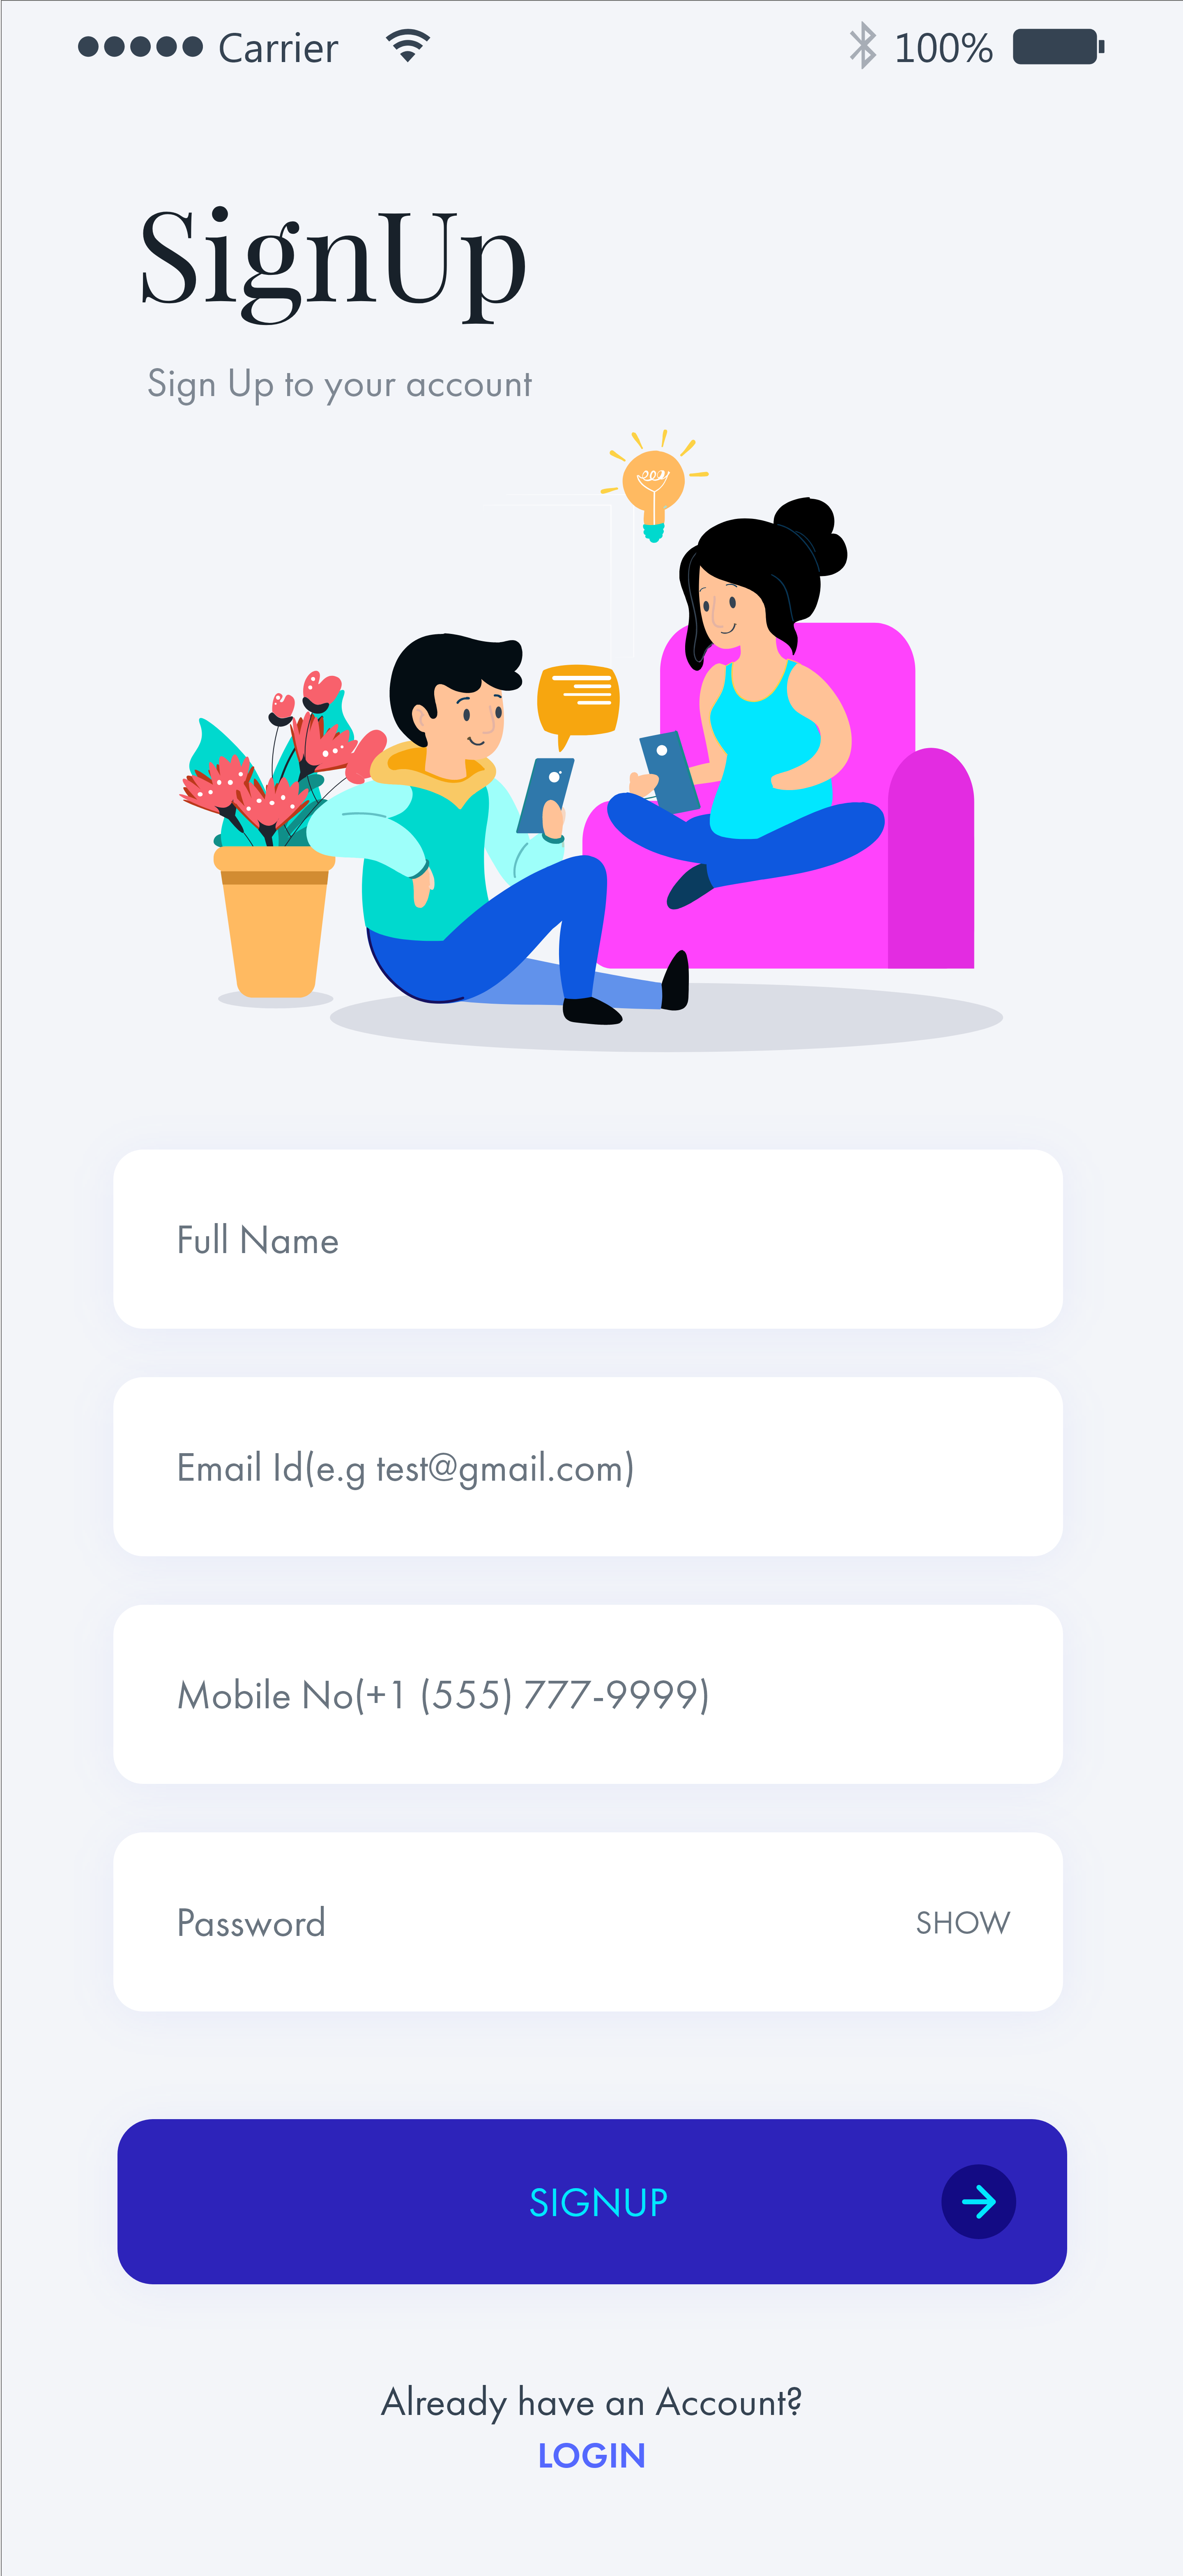 Carrier 100%
SignUp
Sign Up to your account
Full Name
Email Id(e.g test@gmail.com)
Mobile No(+1 (555) 777-9999)
Password SHOW
SIGNUP
Already have an Account?
LOGIN